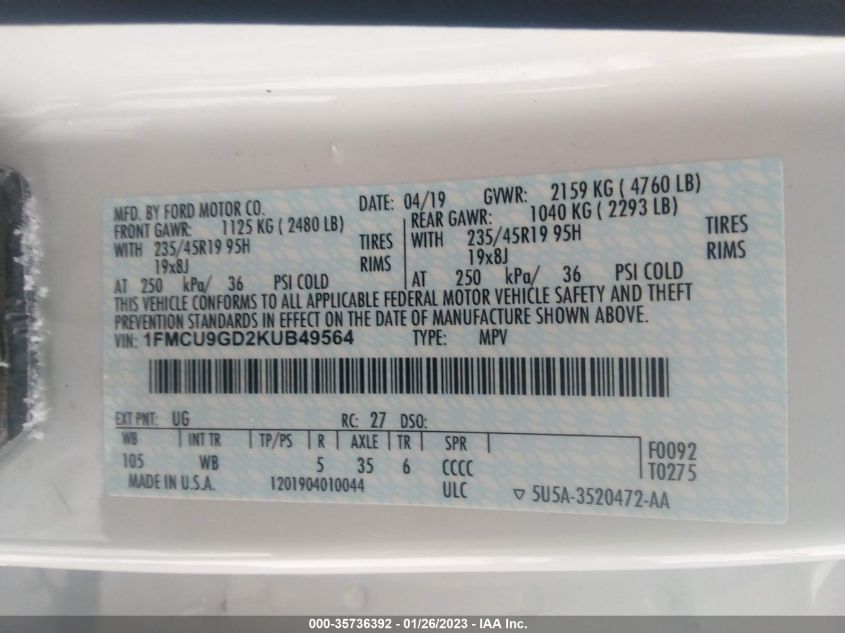 MFD. BY FORD MOTOR CO. DATE: 04/19 GVWR: 2159 KG ( 4760 LB)
FRONT GAWR: 1125 KG ( 2480 LB) REAR GAWR: 1040 KG ( 2293 LB)
WITH 235/45R19 95H TIRES WITH 235/45R19 95H TIRES
19x8J RIMS 19x8J RIMS
AT 250 kPa/ 36 PSI COLD AT 250 kPa/ 36 PSI COLD
THIS VEHICLE CONFORMS TO ALL APPLICABLE FEDERAL MOTOR VEHICLE SAFETY AND THEFT
PREVENTION STANDARDS IN EFFECT ON THE DATE OF MANUFACTURE SHOWN ABOVE.
VIN: 1FMCU9GD2KUB49564 TYPE: MPV
EXT PNT: UG RC: 27 DSO:
WB INT TR TP/PS R AXLE TR SPR F0092
105 WB 5 35 6 CCCC T0275
MADE IN U.S.A. 1201904010044 ULC ▽ 5U5A-3520472-AA
000-35736392 - 01/26/2023 - IAA Inc.